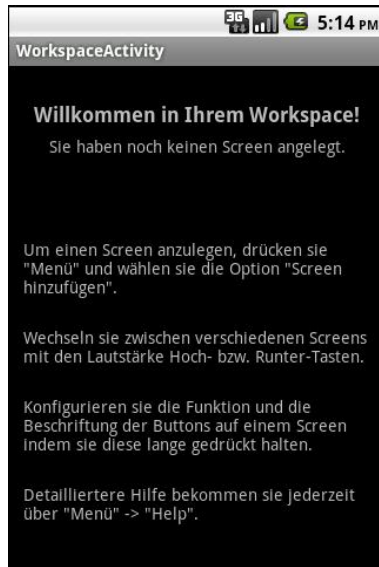 3G 5:14 PM
WorkspaceActivity
Willkommen in Ihrem Workspace!
Sie haben noch keinen Screen angelegt.
Um einen Screen anzulegen, drücken sie
"Menü" und wählen sie die Option "Screen
hinzufügen".
Wechseln sie zwischen verschiedenen Screens
mit den Lautstärke Hoch- bzw. Runter-Tasten.
Konfigurieren sie die Funktion und die
Beschriftung der Buttons auf einem Screen
indem sie diese lange gedrückt halten.
Detailliertere Hilfe bekommen sie jederzeit
über "Menü" -> "Help".